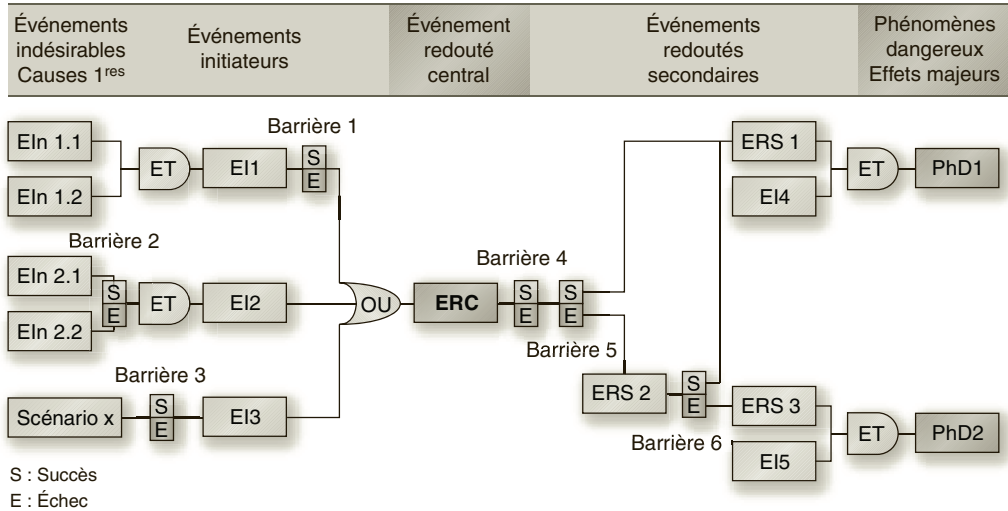 Événements
indésirables
Causes 1res
Événements
initiateurs
Événement
redouté
central
Événements
redoutés
secondaires
Phénomènes
dangereux
Effets majeurs
Barrière 1
EIn 1.1
EIn 1.2
ET
EI1
S
E
Barrière 2
EIn 2.1
EIn 2.2
S
E
ET
EI2
Barrière 3
Scénario x
S
E
EI3
OU
ERC
Barrière 4
S
E
S
E
Barrière 5
ERS 1
EI4
ET
PhD1
ERS 2
S
E
Barrière 6
ERS 3
EI5
ET
PhD2
S : Succès
E : Échec